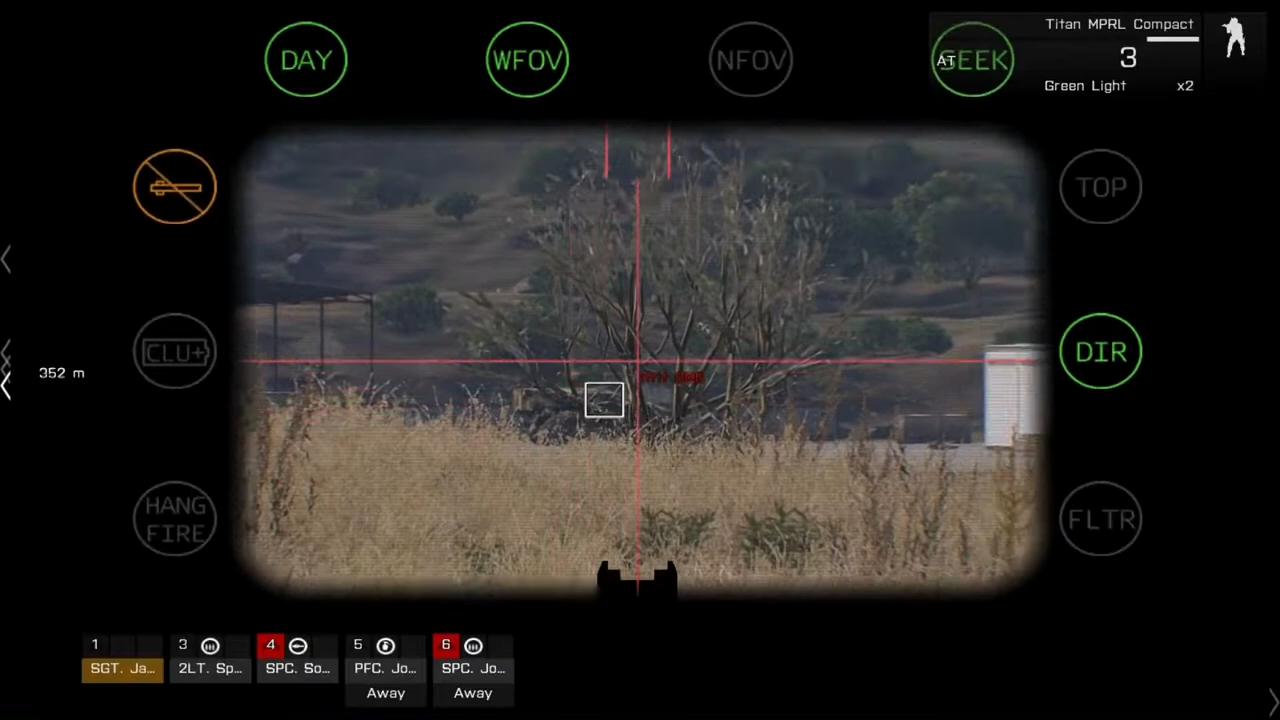 Titan MPRL Compact
DAY
WFOV
NFOV
SEEK
AT
3
Green Light
x2
TOP
CLU+
DIR
352 m
HANG
FIRE
FLTR
1
3
4
5
6
SGT. Ja...
2LT. Sp...
SPC. So...
PFC. Jo...
SPC. Jo...
Away
Away